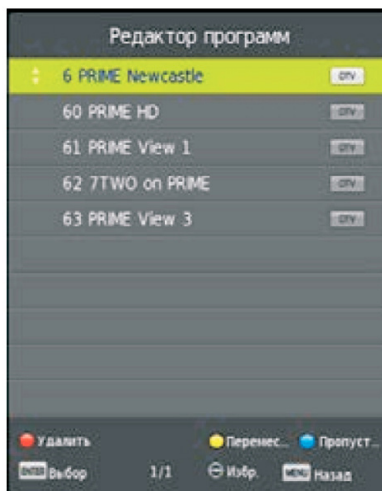 Редактор программ
6 PRIME Newcastle DTV
60 PRIME HD DTV
61 PRIME View 1 DTV
62 7TWO on PRIME DTV
63 PRIME View 3 DTV
Удалить Перемес... Пропуст...
ENTER Выбор 1/1 Избр. MENU Назад